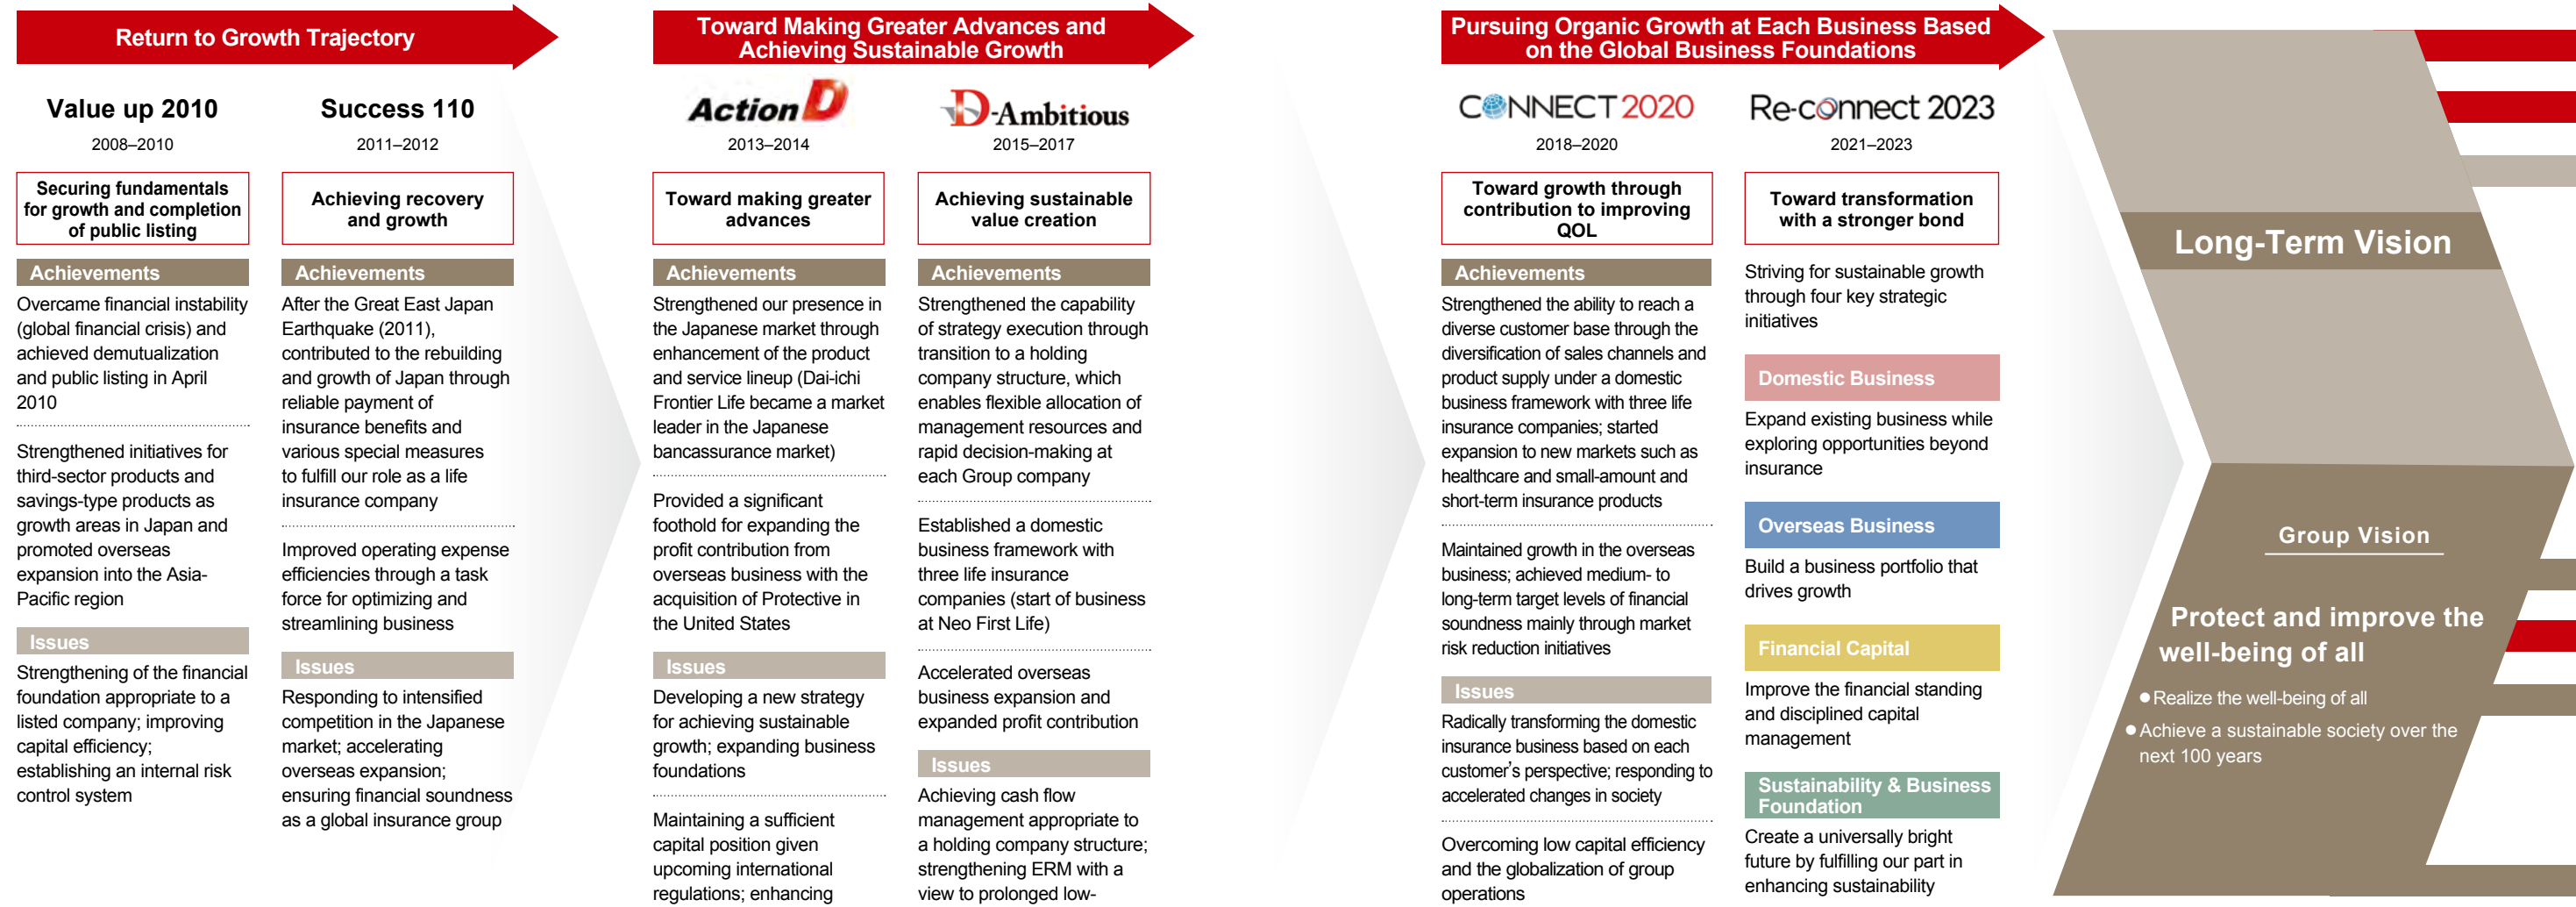 Return to Growth Trajectory
Value up 2010
2008–2010
Securing fundamentals
for growth and completion
of public listing
Achievements
Overcame financial instability
(global financial crisis) and
achieved demutualization
and public listing in April
2010
Strengthened initiatives for
third-sector products and
savings-type products as
growth areas in Japan and
promoted overseas
expansion into the Asia-
Pacific region
Issues
Strengthening of the financial
foundation appropriate to a
listed company; improving
capital efficiency;
establishing an internal risk
control system
Success 110
2011–2012
Achieving recovery
and growth
Achievements
After the Great East Japan
Earthquake (2011),
contributed to the rebuilding
and growth of Japan through
reliable payment of
insurance benefits and
various special measures
to fulfill our role as a life
insurance company
Improved operating expense
efficiencies through a task
force for optimizing and
streamlining business
Issues
Responding to intensified
competition in the Japanese
market; accelerating
overseas expansion;
ensuring financial soundness
as a global insurance group
Toward Making Greater Advances and
Achieving Sustainable Growth
Action D
2013–2014
Toward making greater
advances
Achievements
Strengthened our presence in
the Japanese market through
enhancement of the product
and service lineup (Dai-ichi
Frontier Life became a market
leader in the Japanese
bancassurance market)
Provided a significant
foothold for expanding the
profit contribution from
overseas business with the
acquisition of Protective in
the United States
Issues
Developing a new strategy
for achieving sustainable
growth; expanding business
foundations
Maintaining a sufficient
capital position given
upcoming international
regulations; enhancing
D-Ambitious
2015–2017
Achieving sustainable
value creation
Achievements
Strengthened the capability
of strategy execution through
transition to a holding
company structure, which
enables flexible allocation of
management resources and
rapid decision-making at
each Group company
Established a domestic
business framework with
three life insurance
companies (start of business
at Neo First Life)
Accelerated overseas
business expansion and
expanded profit contribution
Issues
Achieving cash flow
management appropriate to
a holding company structure;
strengthening ERM with a
view to prolonged low-
Pursuing Organic Growth at Each Business Based
on the Global Business Foundations
CONNECT 2020
2018–2020
Toward growth through
contribution to improving
QOL
Achievements
Strengthened the ability to reach a
diverse customer base through the
diversification of sales channels and
product supply under a domestic
business framework with three life
insurance companies; started
expansion to new markets such as
healthcare and small-amount and
short-term insurance products
Maintained growth in the overseas
business; achieved medium- to
long-term target levels of financial
soundness mainly through market
risk reduction initiatives
Issues
Radically transforming the domestic
insurance business based on each
customer's perspective; responding to
accelerated changes in society
Overcoming low capital efficiency
and the globalization of group
operations
Re-connect 2023
2021–2023
Toward transformation
with a stronger bond
Striving for sustainable growth
through four key strategic
initiatives
Domestic Business
Expand existing business while
exploring opportunities beyond
insurance
Overseas Business
Build a business portfolio that
drives growth
Financial Capital
Improve the financial standing
and disciplined capital
management
Sustainability & Business
Foundation
Create a universally bright
future by fulfilling our part in
enhancing sustainability
Long-Term Vision
Group Vision
Protect and improve the
well-being of all
●Realize the well-being of all
●Achieve a sustainable society over the
next 100 years